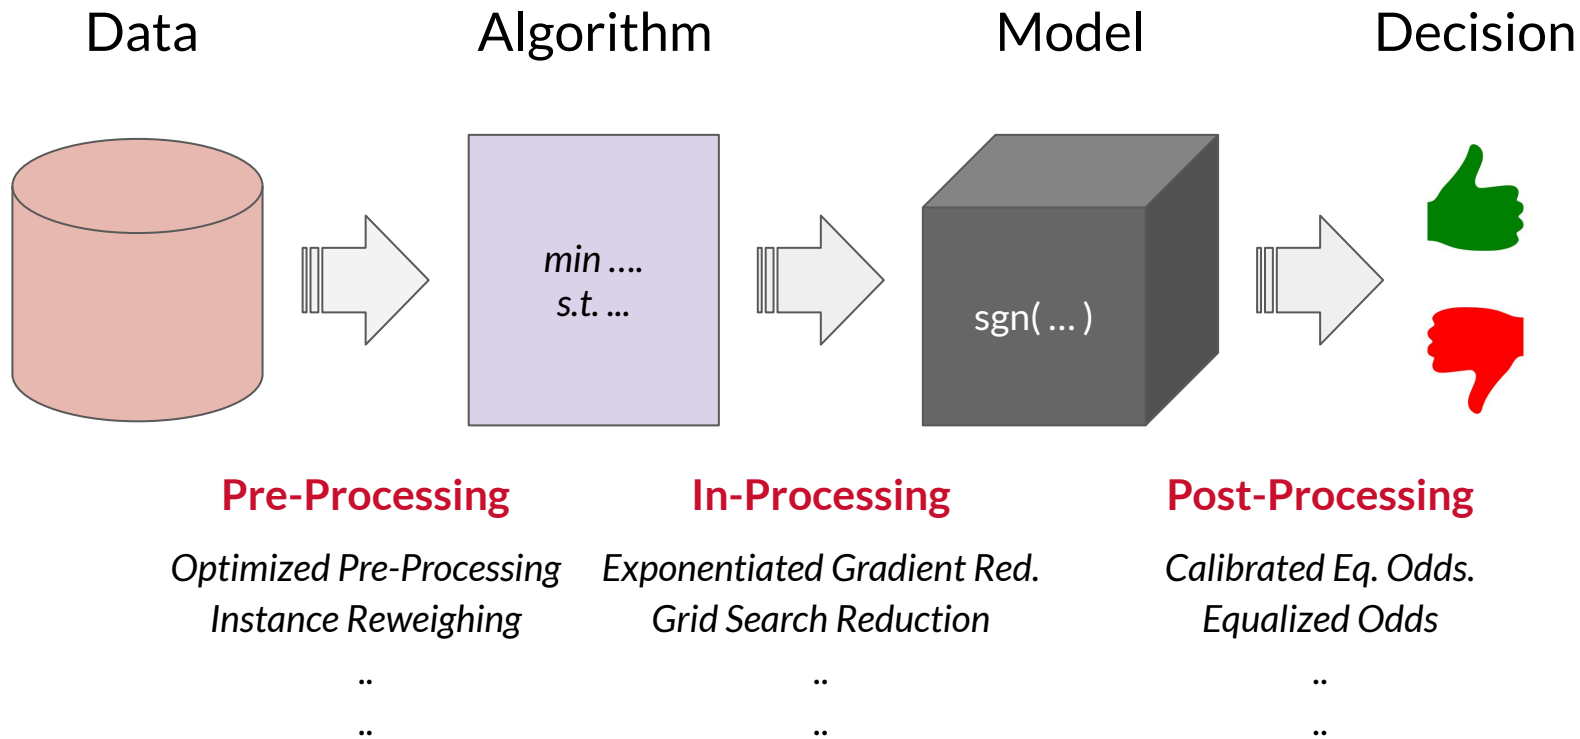 Data
Algorithm
Model
Decision
min ....
s.t. ...
sgn( ... )
Pre-Processing
In-Processing
Post-Processing
Optimized Pre-Processing
Instance Reweighing
..
..
Exponentiated Gradient Red.
Grid Search Reduction
..
..
Calibrated Eq. Odds.
Equalized Odds
..
..